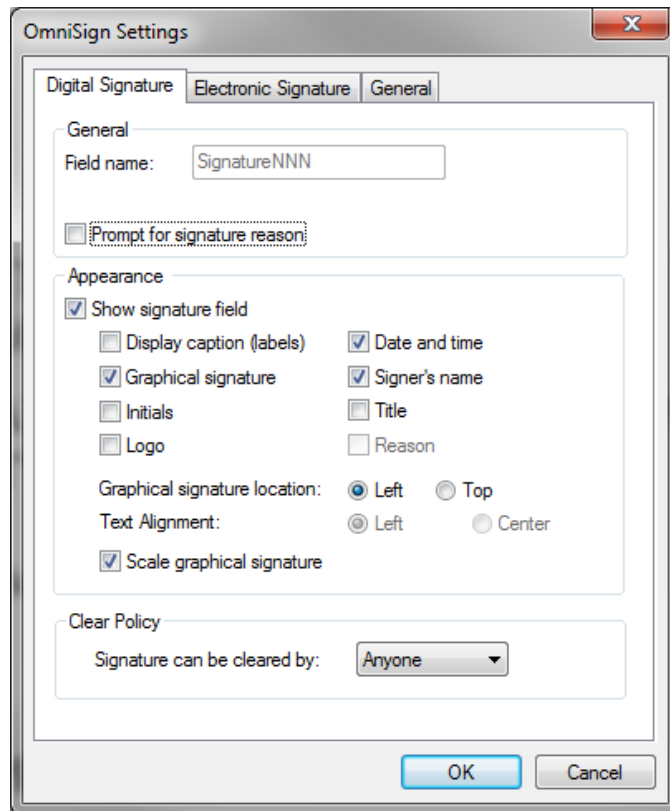 OmniSign Settings
Digital Signature Electronic Signature General
General
Field name: SignatureNNN
Prompt for signature reason
Appearance
Show signature field
Display caption (labels) Date and time
Graphical signature Signer's name
Initials Title
Logo Reason
Graphical signature location: Left Top
Text Alignment: Left Center
Scale graphical signature
Clear Policy
Signature can be cleared by: Anyone
OK Cancel